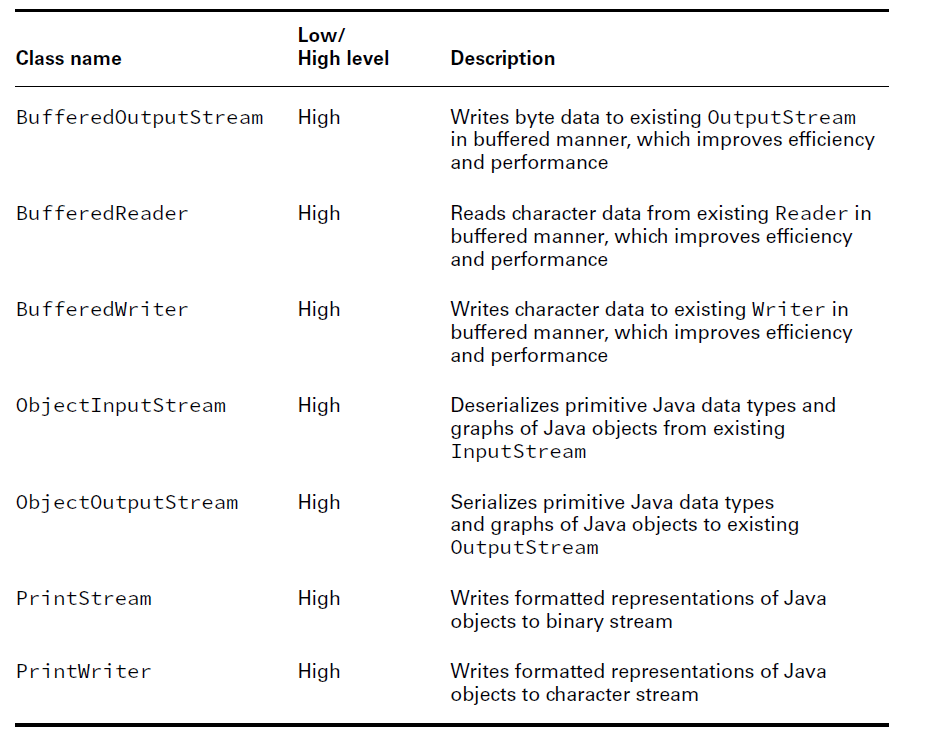 Low/
Class name High level Description
BufferedOutputStream High Writes byte data to existing OutputStream
in buffered manner, which improves efficiency
and performance
BufferedReader High Reads character data from existing Reader in
buffered manner, which improves efficiency
and performance
BufferedWriter High Writes character data to existing Writer in
buffered manner, which improves efficiency
and performance
ObjectInputStream High Deserializes primitive Java data types and
graphs of Java objects from existing
InputStream
ObjectOutputStream High Serializes primitive Java data types
and graphs of Java objects to existing
OutputStream
PrintStream High Writes formatted representations of Java
objects to binary stream
PrintWriter High Writes formatted representations of Java
objects to character stream